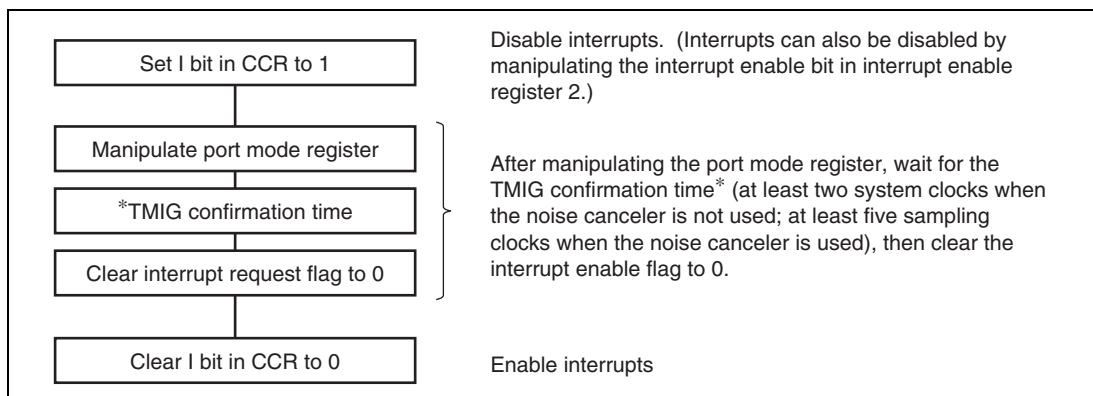 Set I bit in CCR to 1
Disable interrupts. (Interrupts can also be disabled by
manipulating the interrupt enable bit in interrupt enable
register 2.)
Manipulate port mode register
*TMIG confirmation time
Clear interrupt request flag to 0
After manipulating the port mode register, wait for the
TMIG confirmation time* (at least two system clocks when
the noise canceler is not used; at least five sampling
clocks when the noise canceler is used), then clear the
interrupt enable flag to 0.
Clear I bit in CCR to 0
Enable interrupts